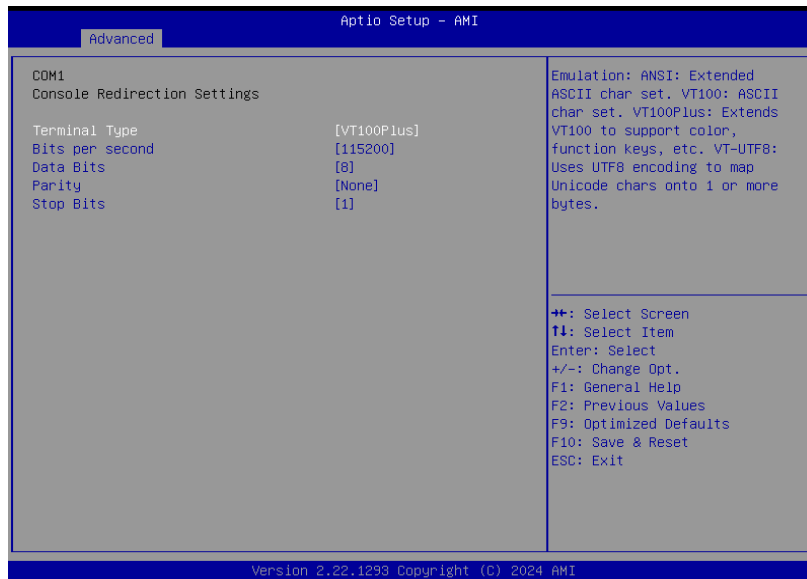 Aptio Setup - AMI
Advanced
COM1
Console Redirection Settings
Terminal Type [VT100Plus]
Bits per second [115200]
Data Bits [8]
Parity [None]
Stop Bits [1]
Emulation: ANSI: Extended
ASCII char set. VT100: ASCII
char set. VT100Plus: Extends
VT100 to support color,
function keys, etc. VT-UTF8:
Uses UTF8 encoding to map
Unicode chars onto 1 or more
bytes.
→←: Select Screen
↑↓: Select Item
Enter: Select
+/-: Change Opt.
F1: General Help
F2: Previous Values
F9: Optimized Defaults
F10: Save & Reset
ESC: Exit
Version 2.22.1293 Copyright (C) 2024 AMI